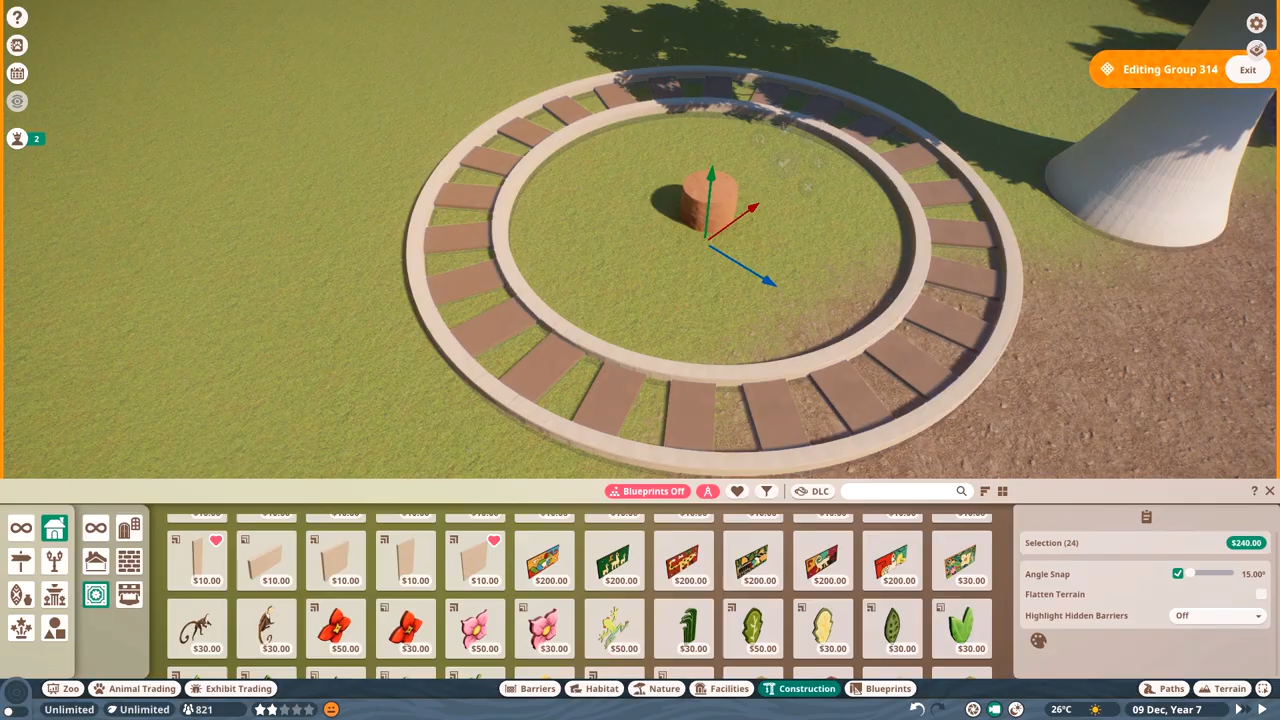 Editing Group 314
Exit
2
Blueprints Off
DLC
$10.00 $10.00 $10.00 $10.00 $10.00 $200.00 $200.00 $200.00 $200.00 $200.00 $200.00 $30.00
$30.00 $30.00 $50.00 $30.00 $50.00 $30.00 $50.00 $30.00 $50.00 $30.00 $30.00 $30.00
Selection (24)
$240.00
Angle Snap
15.00°
Flatten Terrain
Highlight Hidden Barriers
Off
Zoo
Animal Trading
Exhibit Trading
Barriers
Habitat
Nature
Facilities
Construction
Blueprints
Paths
Terrain
Unlimited
Unlimited
821
26°C
09 Dec, Year 7